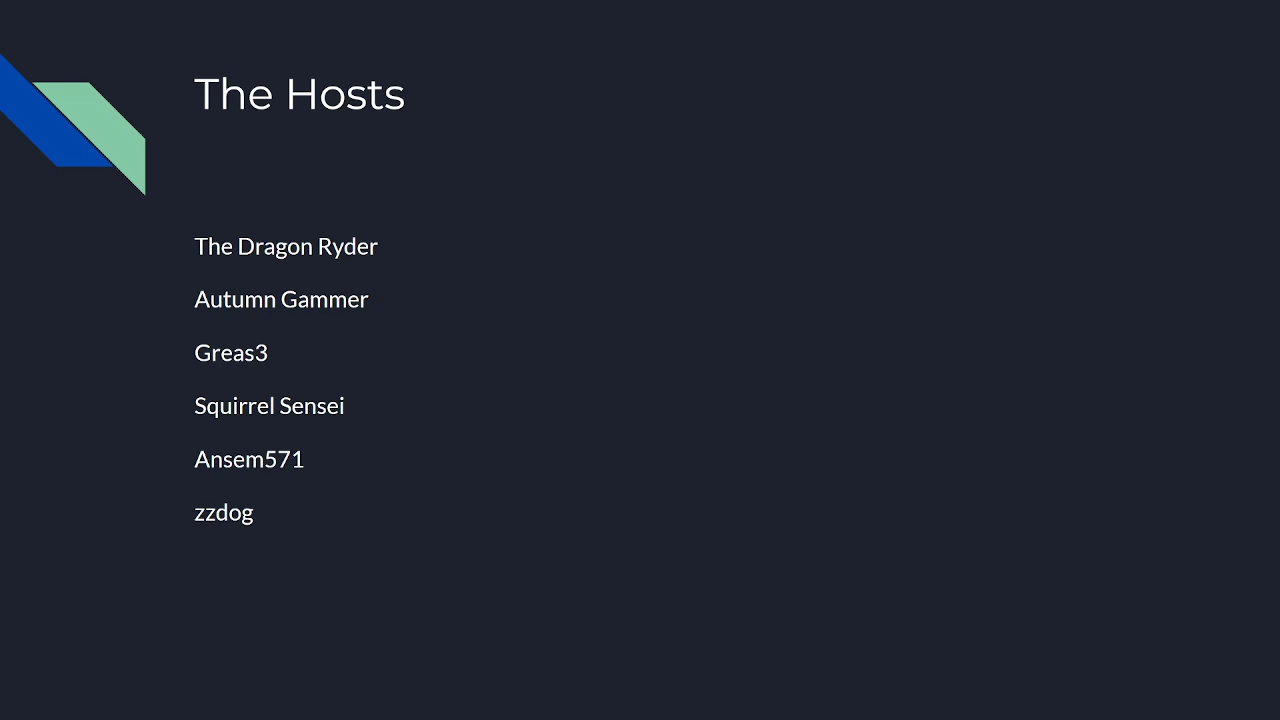 The Hosts
The Dragon Ryder
Autumn Gammer
Greas3
Squirrel Sensei
Ansem571
zzdog